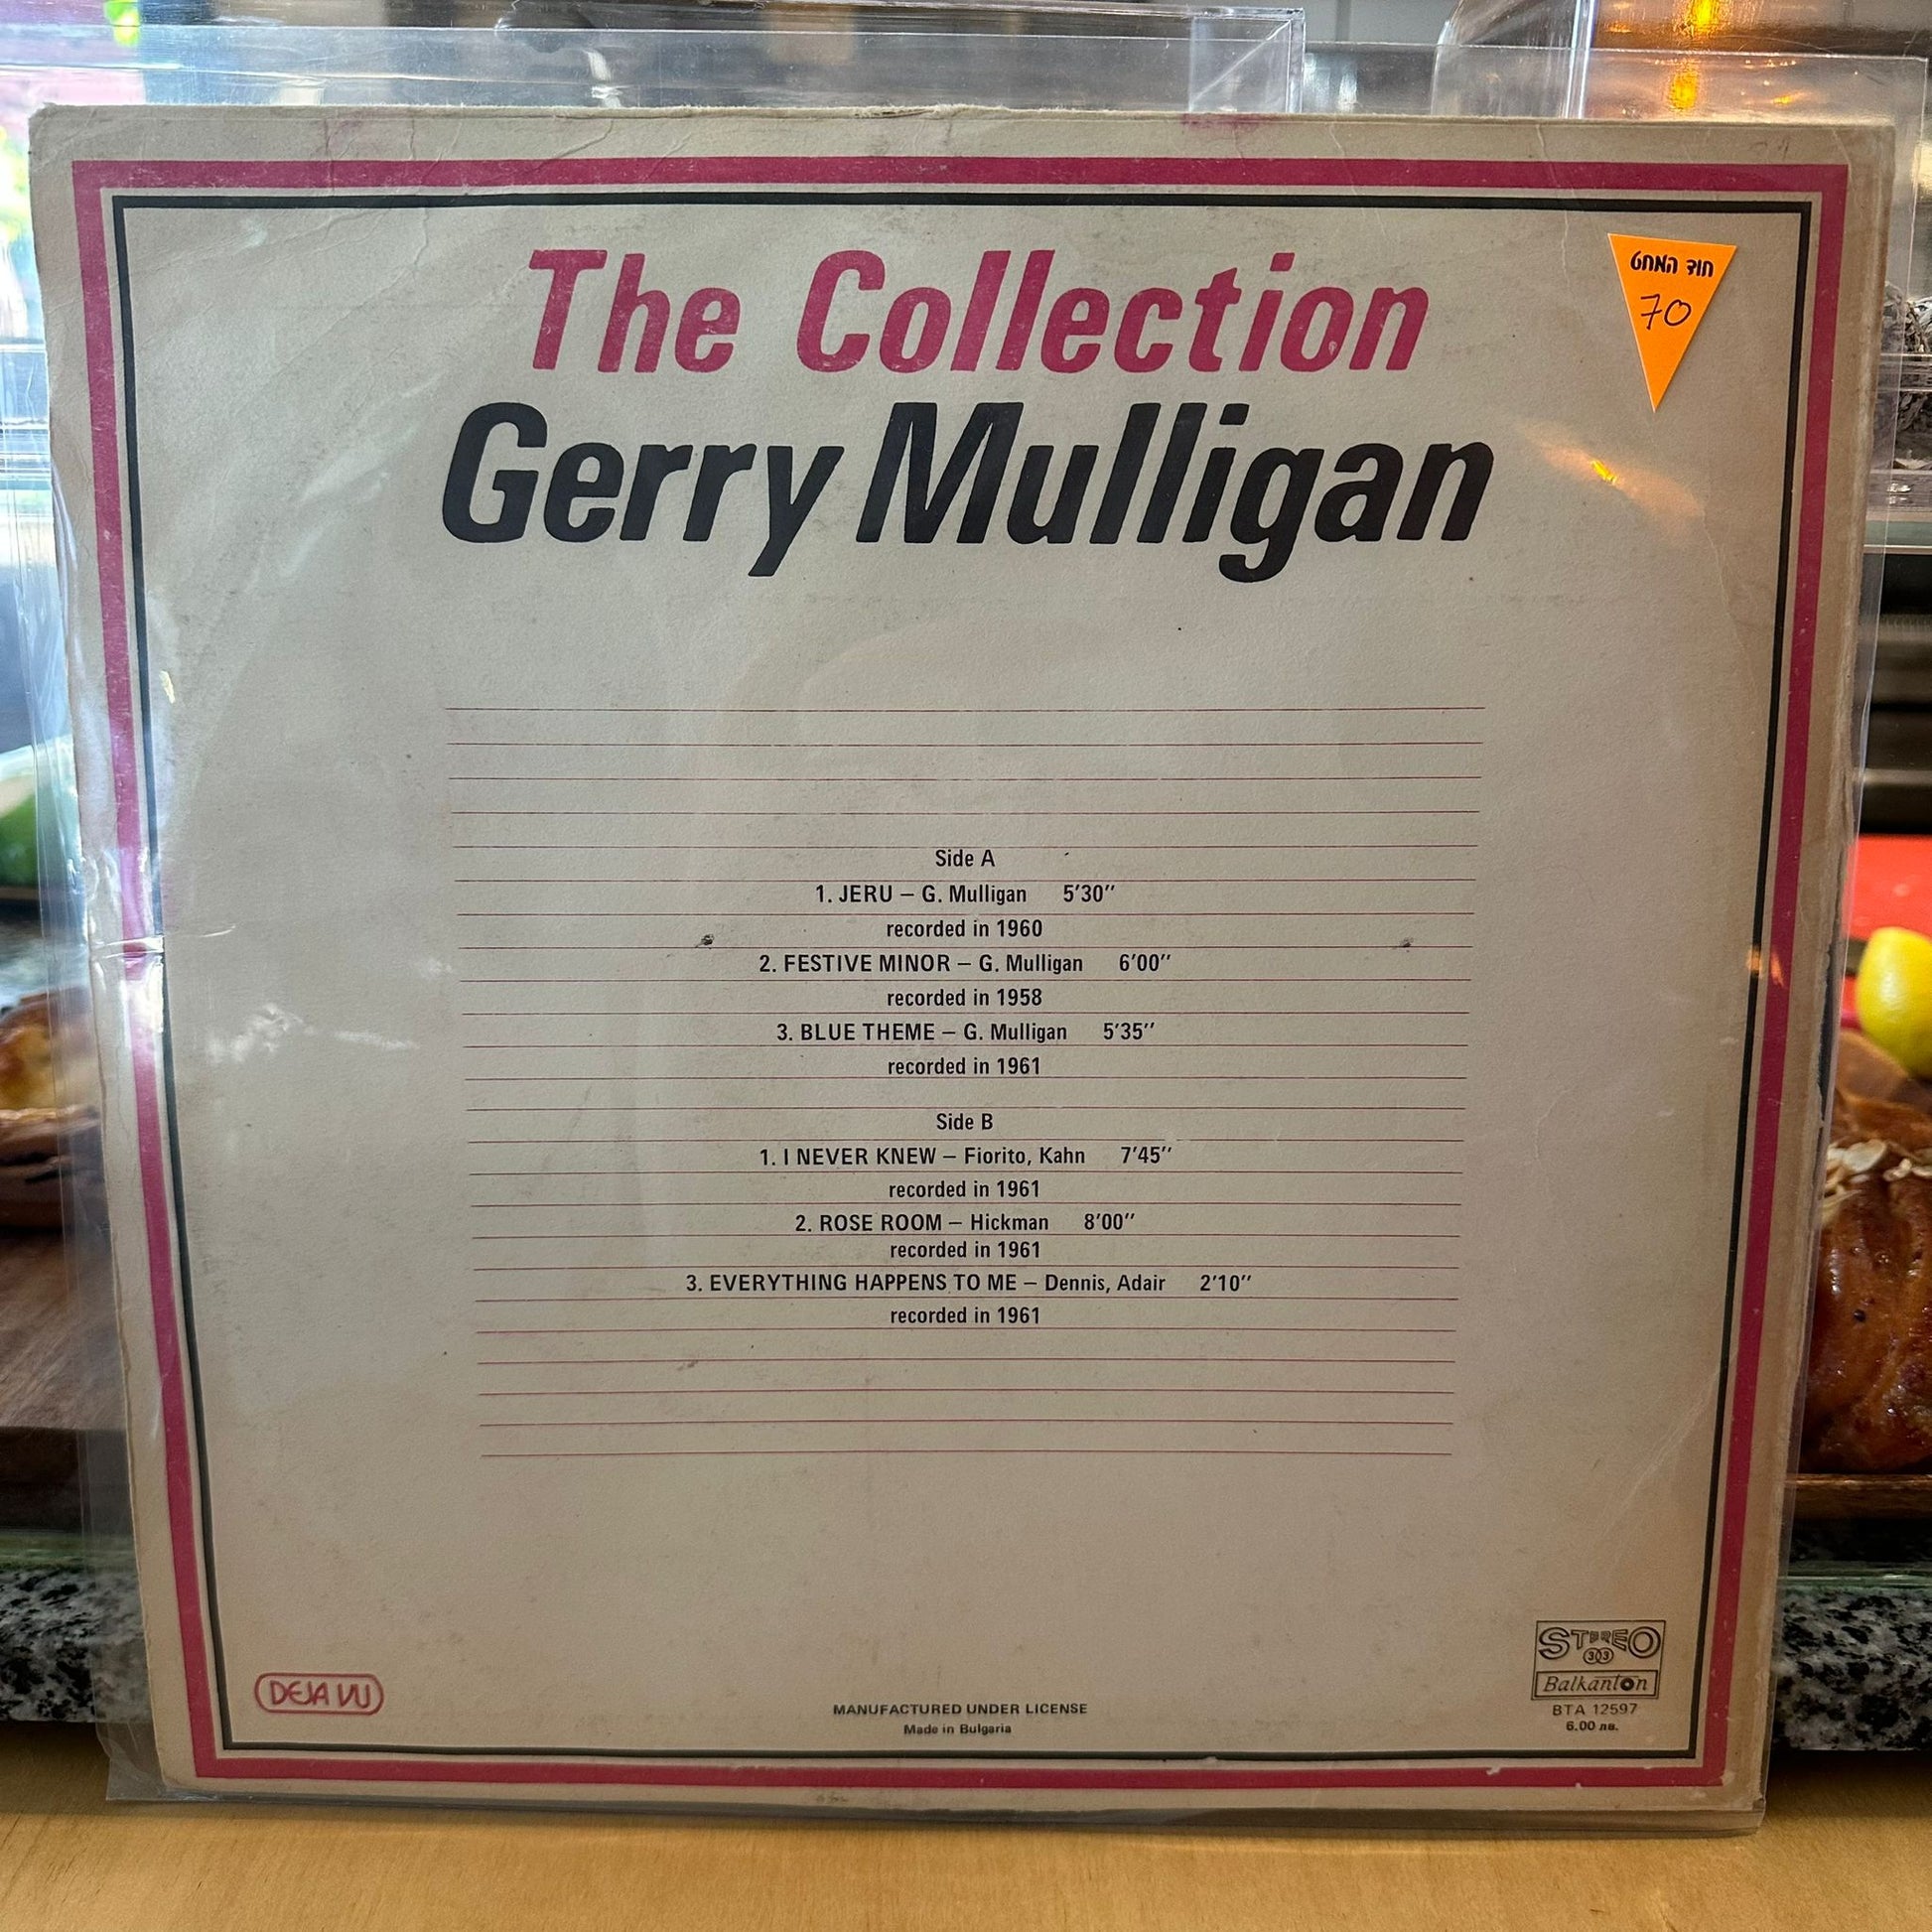 The Collection
חוד המחט
70
Gerry Mulligan
Side A
1. JERU – G. Mulligan 5'30''
recorded in 1960
2. FESTIVE MINOR – G. Mulligan 6'00''
recorded in 1958
3. BLUE THEME – G. Mulligan 5'35''
recorded in 1961
Side B
1. I NEVER KNEW – Fiorito, Kahn 7'45''
recorded in 1961
2. ROSE ROOM – Hickman 8'00''
recorded in 1961
3. EVERYTHING HAPPENS TO ME – Dennis, Adair 2'10''
recorded in 1961
DEJA VU
MANUFACTURED UNDER LICENSE
Made in Bulgaria
STEREO
33
Balkanton
BTA 12597
6.00 лв.